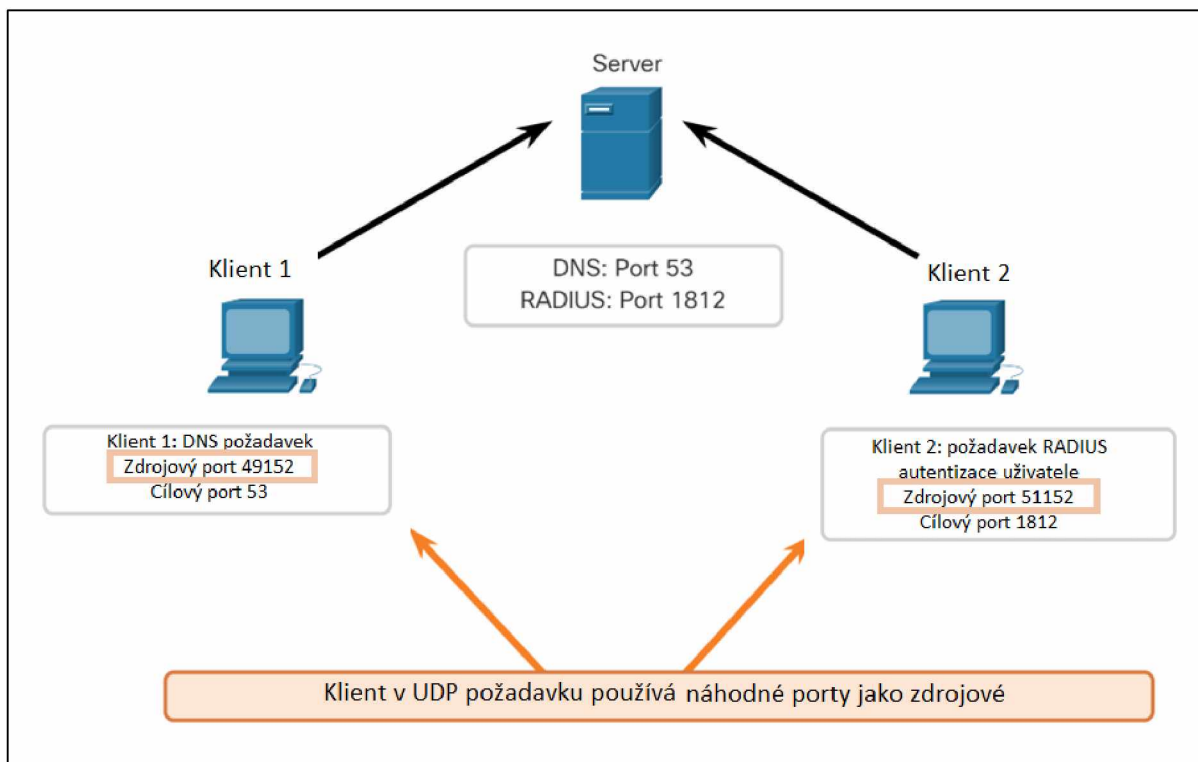 Server
Klient 1
DNS: Port 53
RADIUS: Port 1812
Klient 2
Klient 1: DNS požadavek
Zdrojový port 49152
Cílový port 53
Klient 2: požadavek RADIUS
autentizace uživatele
Zdrojový port 51152
Cílový port 1812
Klient v UDP požadavku používá náhodné porty jako zdrojové